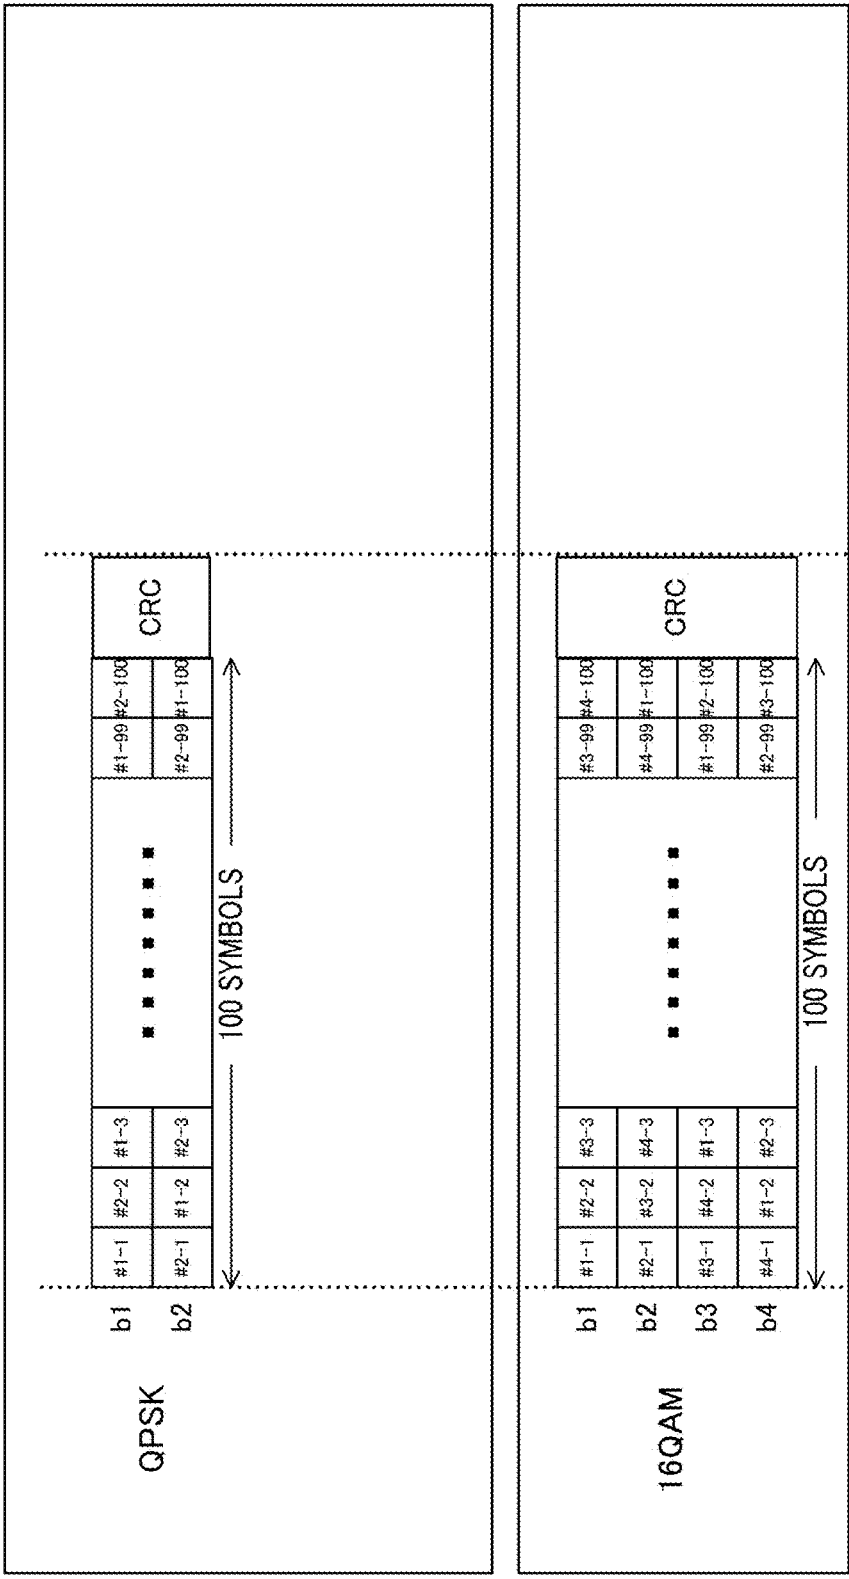 QPSK
b1 #1-1 #2-2 #1-3 #1-99 #2-100
b2 #2-1 #1-2 #2-3 #2-99 #1-100
CRC
100 SYMBOLS
16QAM
b1 #1-1 #2-2 #3-3 #3-99 #4-100
b2 #2-1 #3-2 #4-3 #4-99 #1-100
b3 #3-1 #4-2 #1-3 #1-99 #2-100
b4 #4-1 #1-2 #2-3 #2-99 #3-100
CRC
100 SYMBOLS